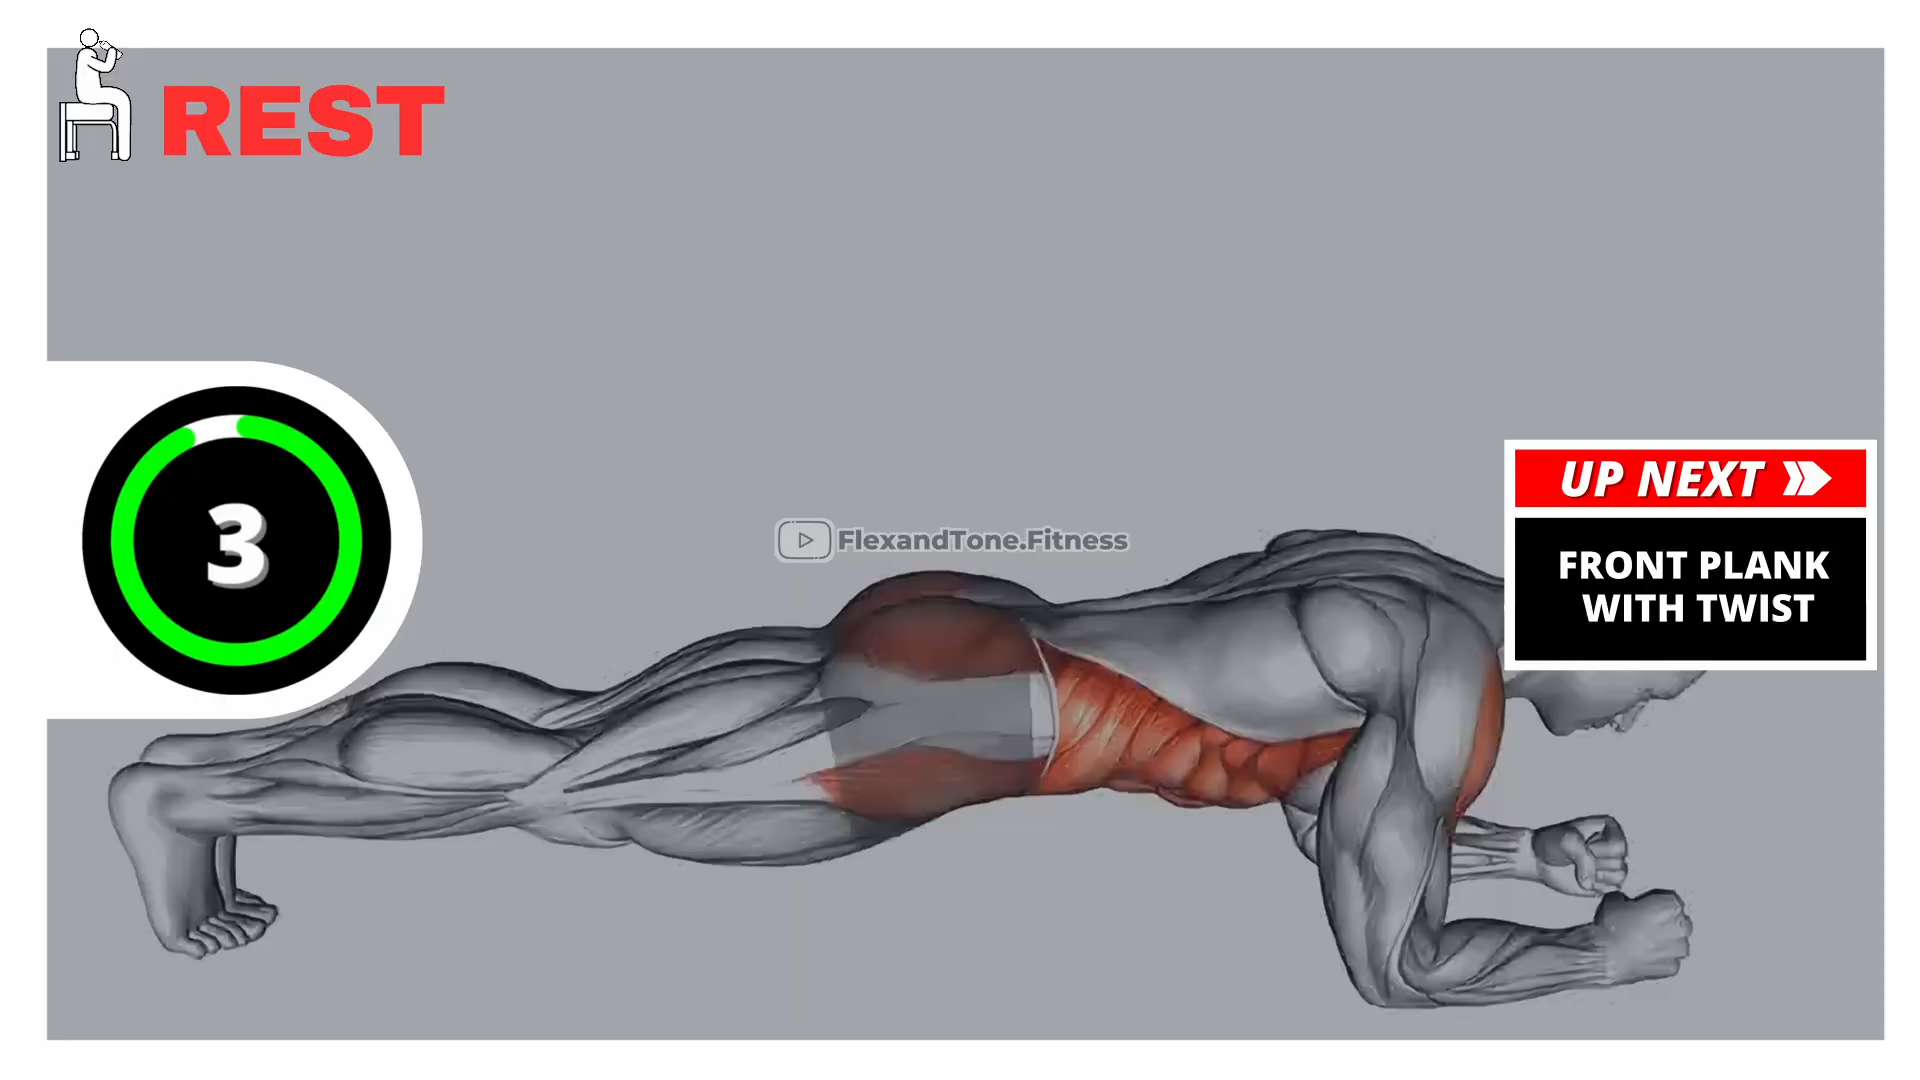 REST
3
FlexandTone.Fitness
UP NEXT
FRONT PLANK
WITH TWIST